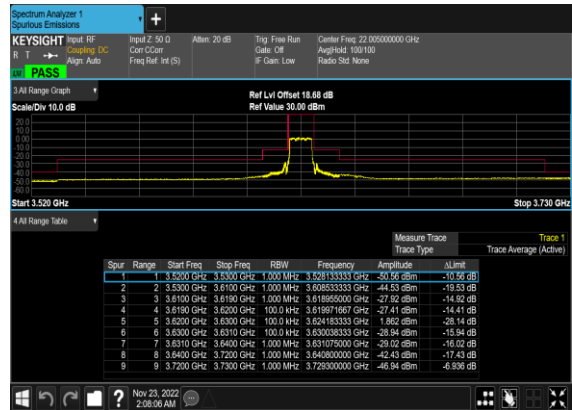 Spectrum Analyzer 1
Spurious Emissions
+
KEYSIGHT Input: RF Input Z: 50 Ω Atten: 20 dB Trig: Free Run Center Freq: 22.005000000 GHz
R T Coupling: DC Corr CCorr Gate: Off Avg|Hold: 100/100
Align: Auto Freq Ref: Int (S) IF Gain: Low Radio Std: None
PASS
3 All Range Graph
Ref Lvl Offset 18.68 dB
Scale/Div 10.0 dB Ref Value 30.00 dBm
20.0
10.0
0.00
-10.0
-20.0
-30.0
-40.0
-50.0
-60.0
Start 3.520 GHz Stop 3.730 GHz
4 All Range Table
Measure Trace Trace 1
Trace Type Trace Average (Active)
Spur Range Start Freq Stop Freq RBW Frequency Amplitude ΔLimit
1 1 3.5200 GHz 3.5300 GHz 1.000 MHz 3.528133333 GHz -50.56 dBm -10.56 dB
2 2 3.5300 GHz 3.6100 GHz 1.000 MHz 3.608533333 GHz -44.53 dBm -19.53 dB
3 3 3.6100 GHz 3.6190 GHz 1.000 MHz 3.618955000 GHz -27.92 dBm -14.92 dB
4 4 3.6190 GHz 3.6200 GHz 100.0 kHz 3.619971667 GHz -27.41 dBm -14.41 dB
5 5 3.6200 GHz 3.6300 GHz 100.0 kHz 3.624183333 GHz 1.862 dBm -28.14 dB
6 6 3.6300 GHz 3.6310 GHz 100.0 kHz 3.630038333 GHz -28.94 dBm -15.94 dB
7 7 3.6310 GHz 3.6400 GHz 1.000 MHz 3.631075000 GHz -29.02 dBm -16.02 dB
8 8 3.6400 GHz 3.7200 GHz 1.000 MHz 3.640800000 GHz -42.43 dBm -17.43 dB
9 9 3.7200 GHz 3.7300 GHz 1.000 MHz 3.729300000 GHz -46.94 dBm -6.936 dB
? Nov 23, 2022
2:08:06 AM